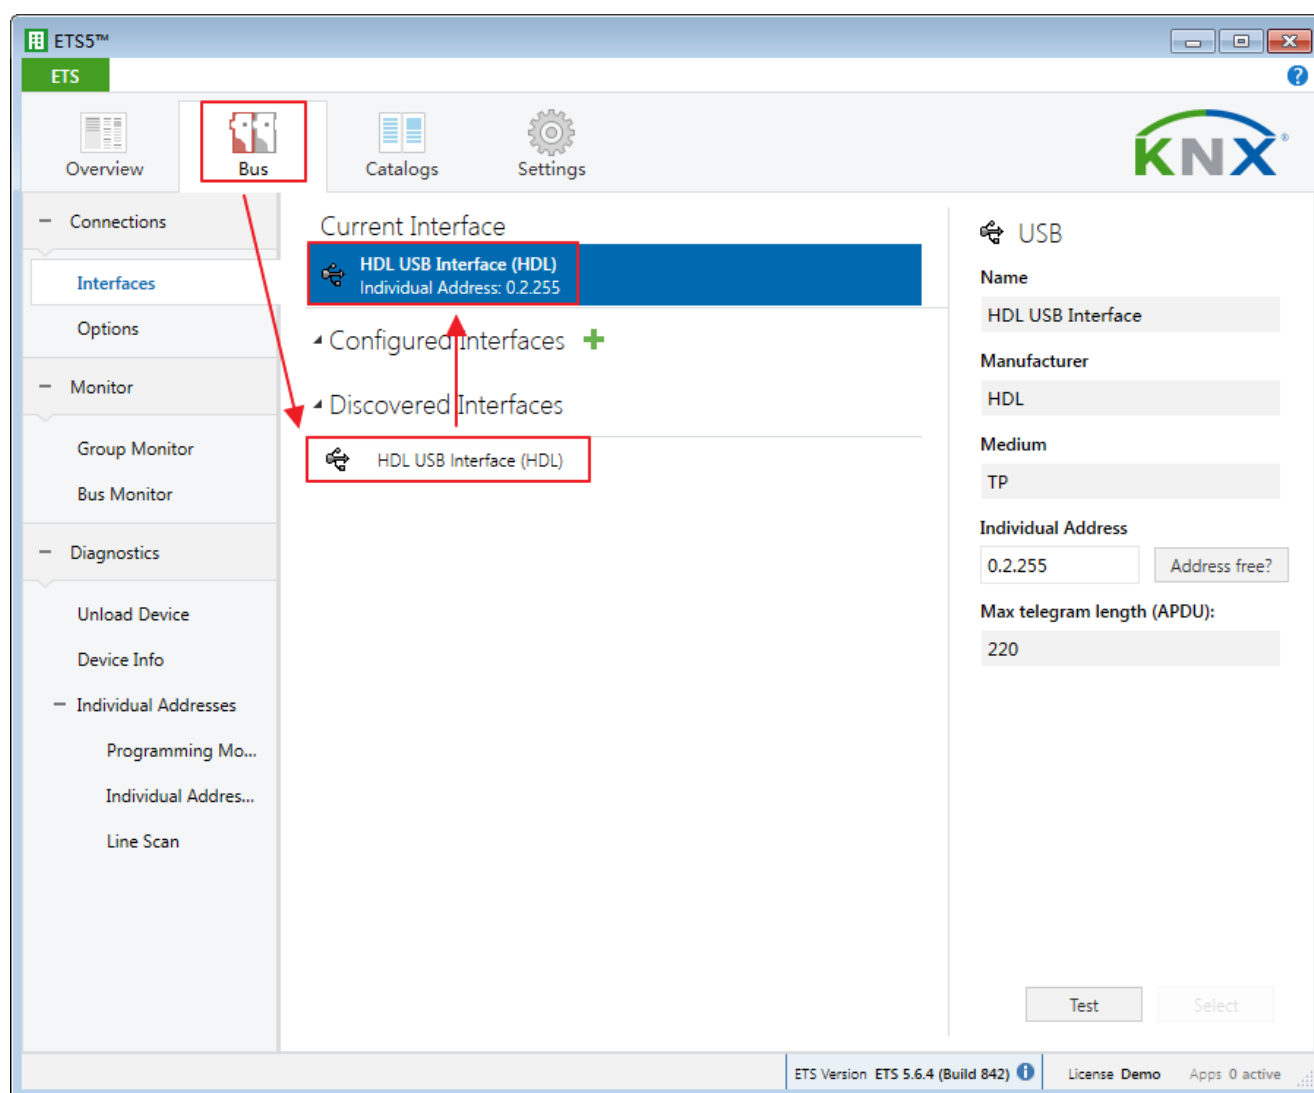 ETS5™
ETS
Overview
Bus
Catalogs
Settings
KNX®
Connections
Interfaces
Options
Monitor
Group Monitor
Bus Monitor
Diagnostics
Unload Device
Device Info
Individual Addresses
Programming Mo...
Individual Addres...
Line Scan
Current Interface
HDL USB Interface (HDL)
Individual Address: 0.2.255
Configured Interfaces
Discovered Interfaces
HDL USB Interface (HDL)
USB
Name
HDL USB Interface
Manufacturer
HDL
Medium
TP
Individual Address
0.2.255 Address free?
Max telegram length (APDU):
220
Test Select
ETS Version ETS 5.6.4 (Build 842) License Demo Apps 0 active